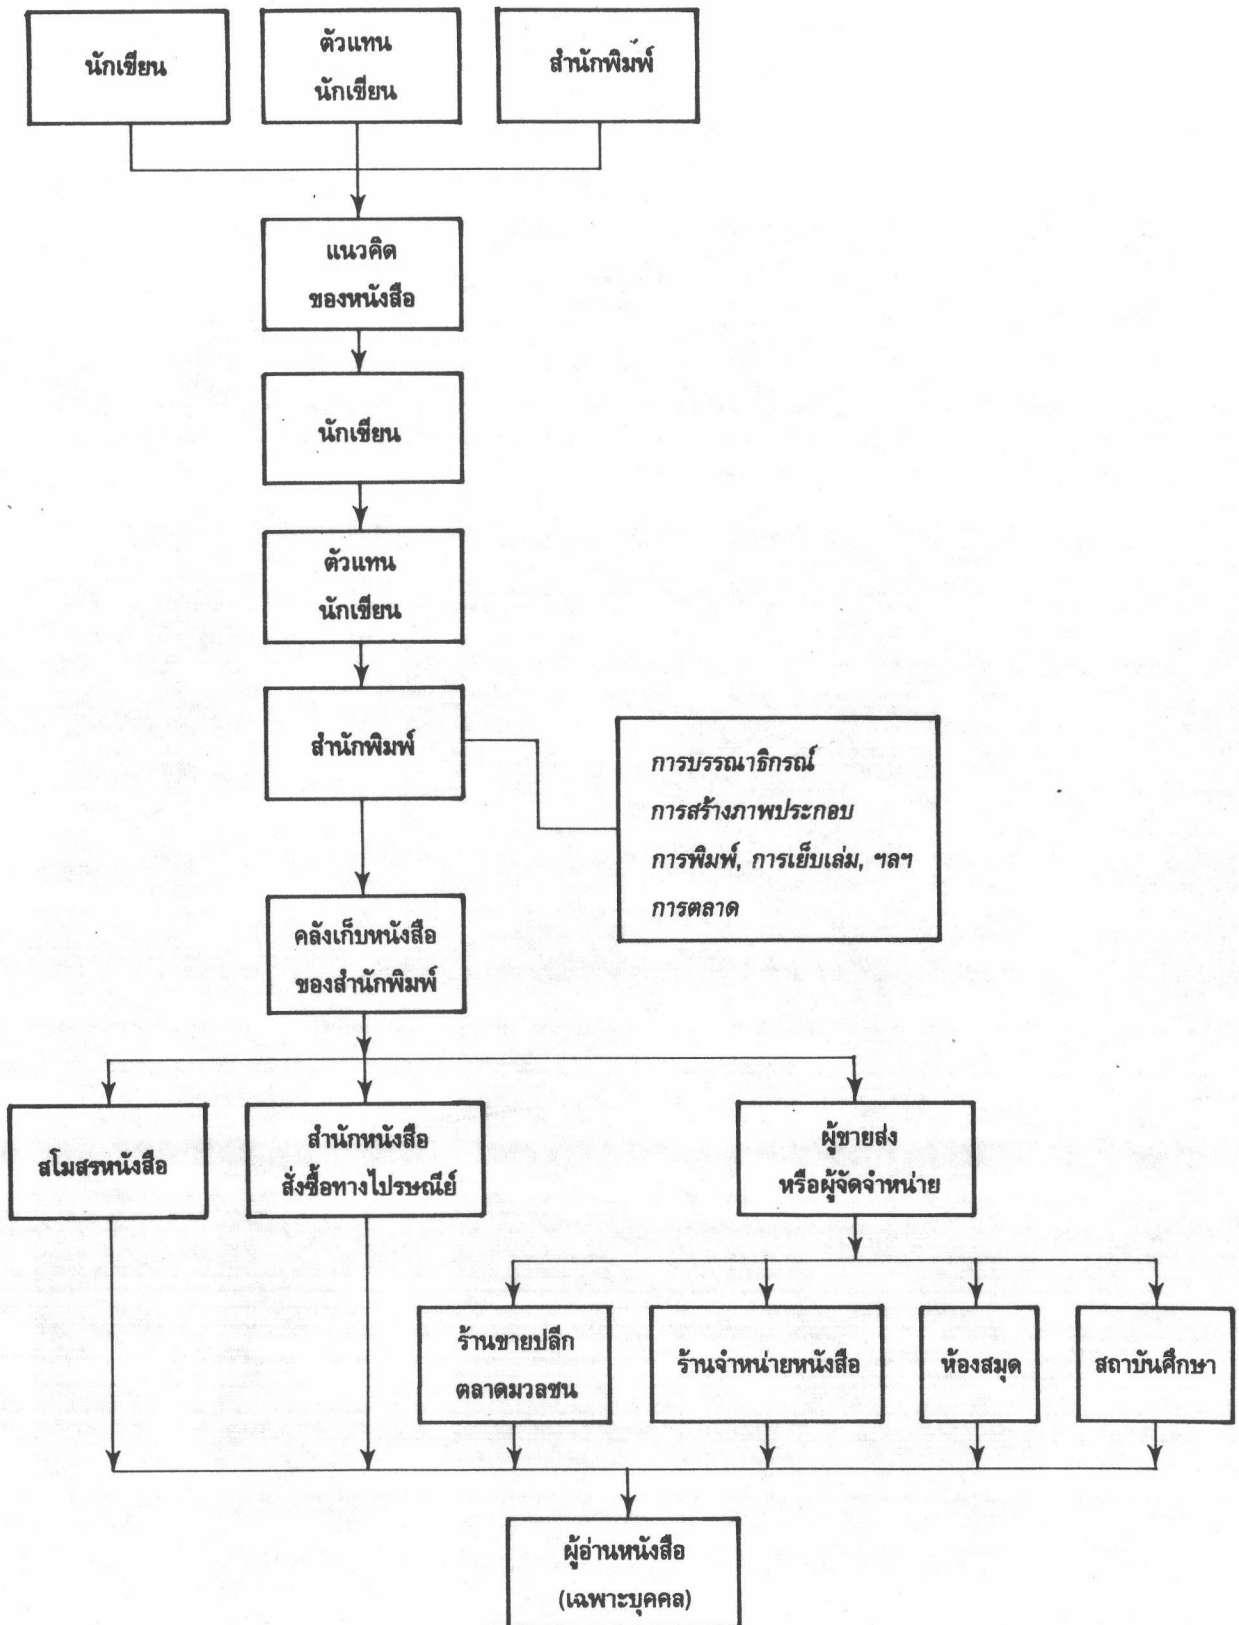 นักเขียน
ตัวแทน
นักเขียน
สำนักพิมพ์
แนวคิด
ของหนังสือ
นักเขียน
ตัวแทน
นักเขียน
สำนักพิมพ์
การบรรณาธิกรณ์
การสร้างภาพประกอบ
การพิมพ์, การเย็บเล่ม, ฯลฯ
การตลาด
คลังเก็บหนังสือ
ของสำนักพิมพ์
สโมสรหนังสือ
สำนักหนังสือ
สั่งซื้อทางไปรษณีย์
ผู้ขายส่ง
หรือผู้จัดจำหน่าย
ร้านขายปลีก
ตลาดมวลชน
ร้านจำหน่ายหนังสือ
ห้องสมุด
สถาบันศึกษา
ผู้อ่านหนังสือ
(เฉพาะบุคคล)